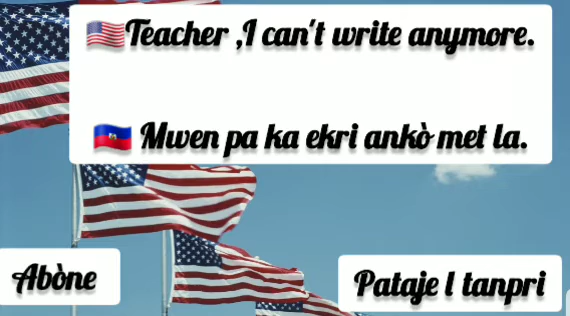 Teacher ,I can't write anymore.
Mwen pa ka ekri ankò met la.
Abòne
Pataje l tanpri